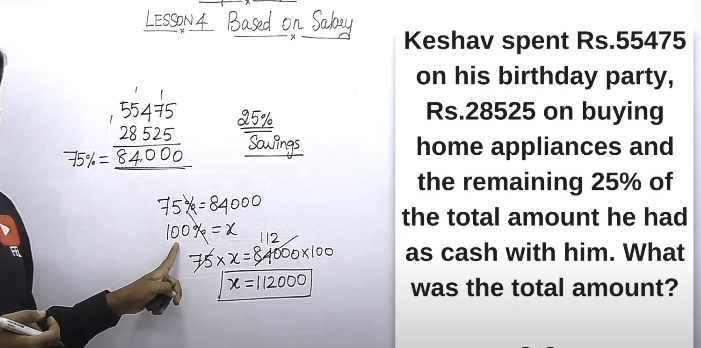 LESSON 4 Based on Salary
55475
28525
75% = 84,000
25%
Savings
75% = 84000
100% = x
112
75 × x = 84000 × 100
x = 112000
Keshav spent Rs.55475
on his birthday party,
Rs.28525 on buying
home appliances and
the remaining 25% of
the total amount he had
as cash with him. What
was the total amount?